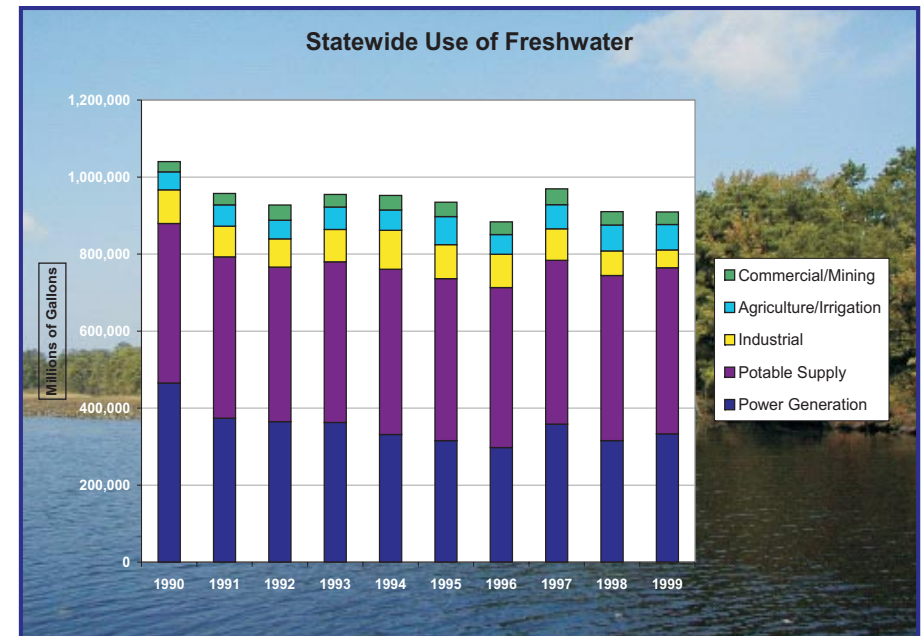 Statewide Use of Freshwater
1,200,000
1,000,000
800,000
600,000
400,000
200,000
0
Millions of Gallons
1990 1991 1992 1993 1994 1995 1996 1997 1998 1999
Commercial/Mining
Agriculture/Irrigation
Industrial
Potable Supply
Power Generation